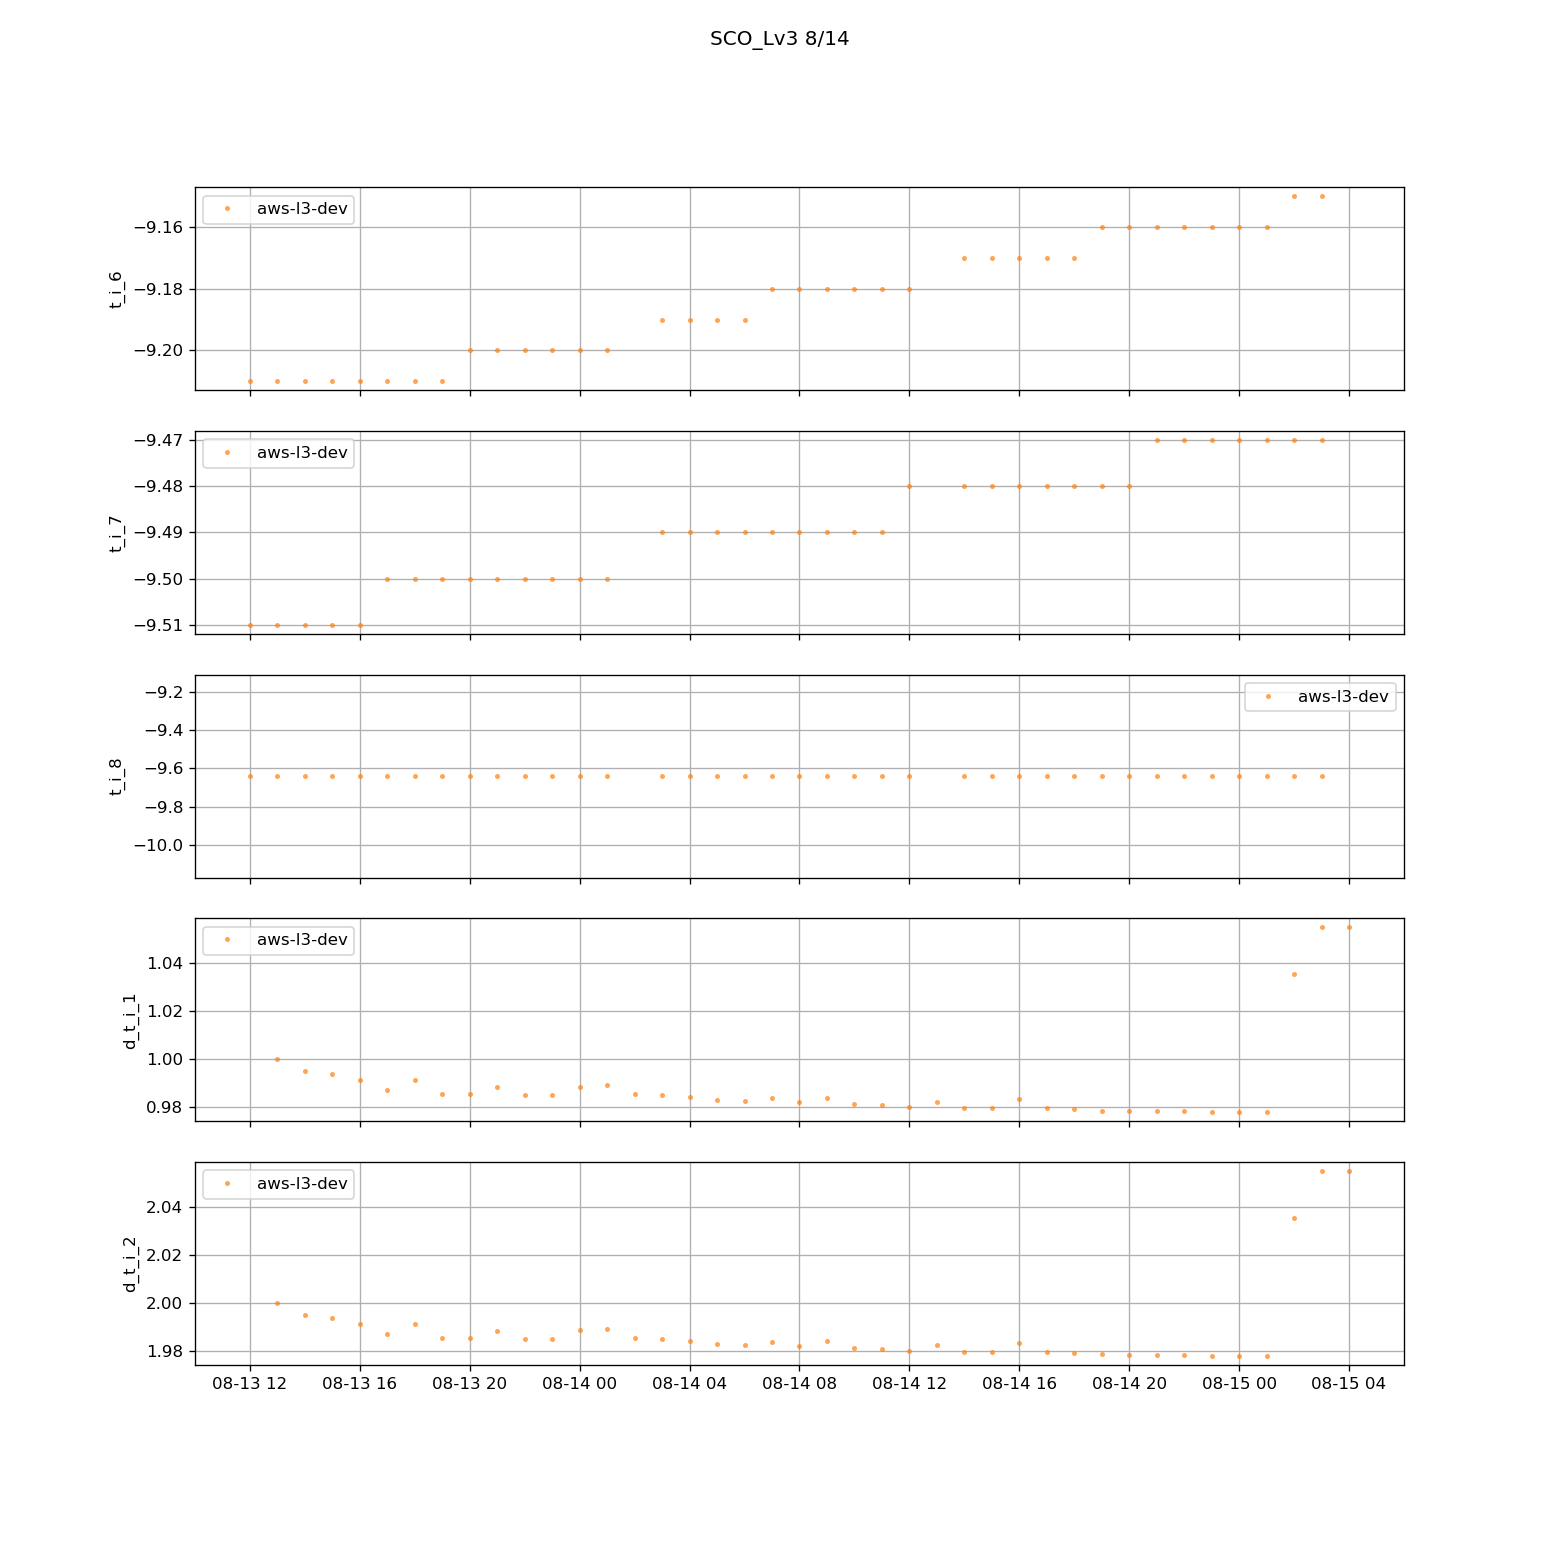 SCO_Lv3 8/14
aws-l3-dev
−9.16
−9.18
−9.20
t_i_6
aws-l3-dev
−9.47
−9.48
−9.49
−9.50
−9.51
t_i_7
aws-l3-dev
−9.2
−9.4
−9.6
−9.8
−10.0
t_i_8
aws-l3-dev
1.04
1.02
1.00
0.98
d_t_i_1
aws-l3-dev
2.04
2.02
2.00
1.98
d_t_i_2
08-13 12 08-13 16 08-13 20 08-14 00 08-14 04 08-14 08 08-14 12 08-14 16 08-14 20 08-15 00 08-15 04